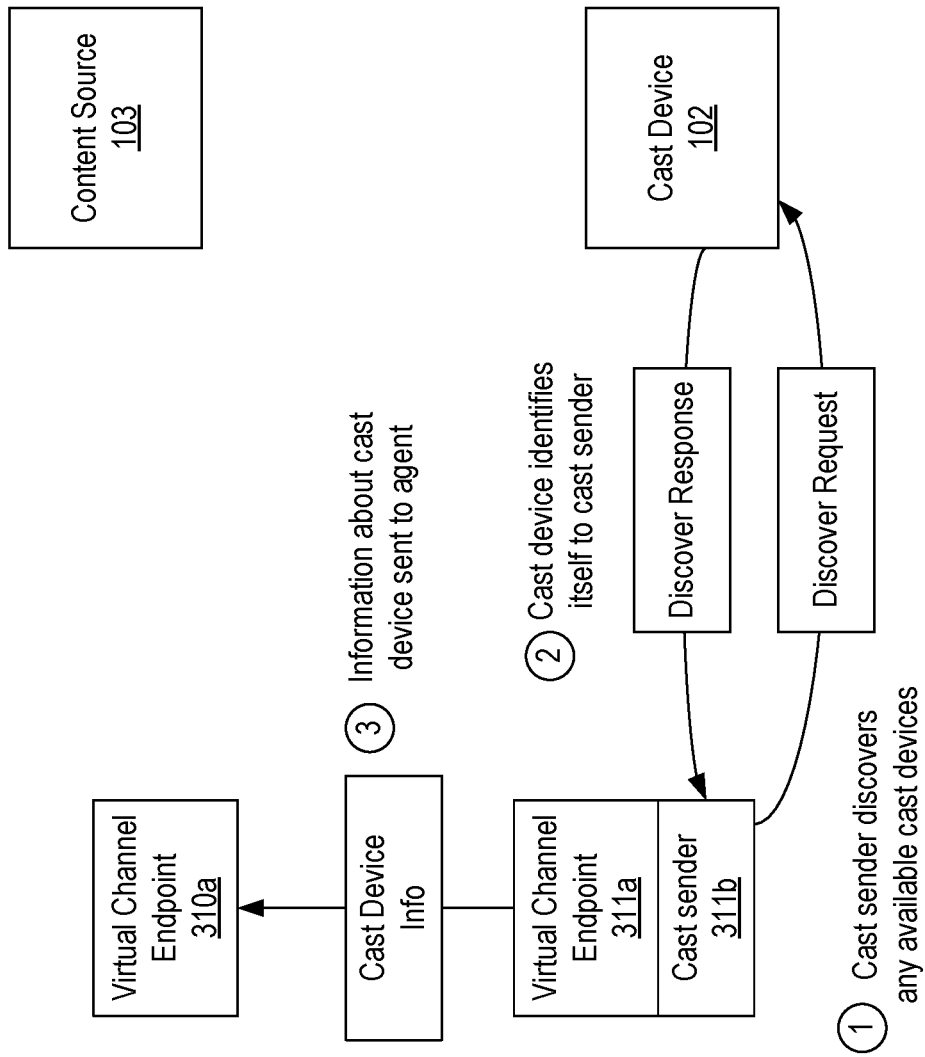 Virtual Channel
Endpoint
310a
Content Source
103
Cast Device
Info
3
Information about cast
device sent to agent
Virtual Channel
Endpoint
311a
Cast sender
311b
2
Cast device identifies
itself to cast sender
Discover Response
Discover Request
Cast Device
102
1
Cast sender discovers
any available cast devices